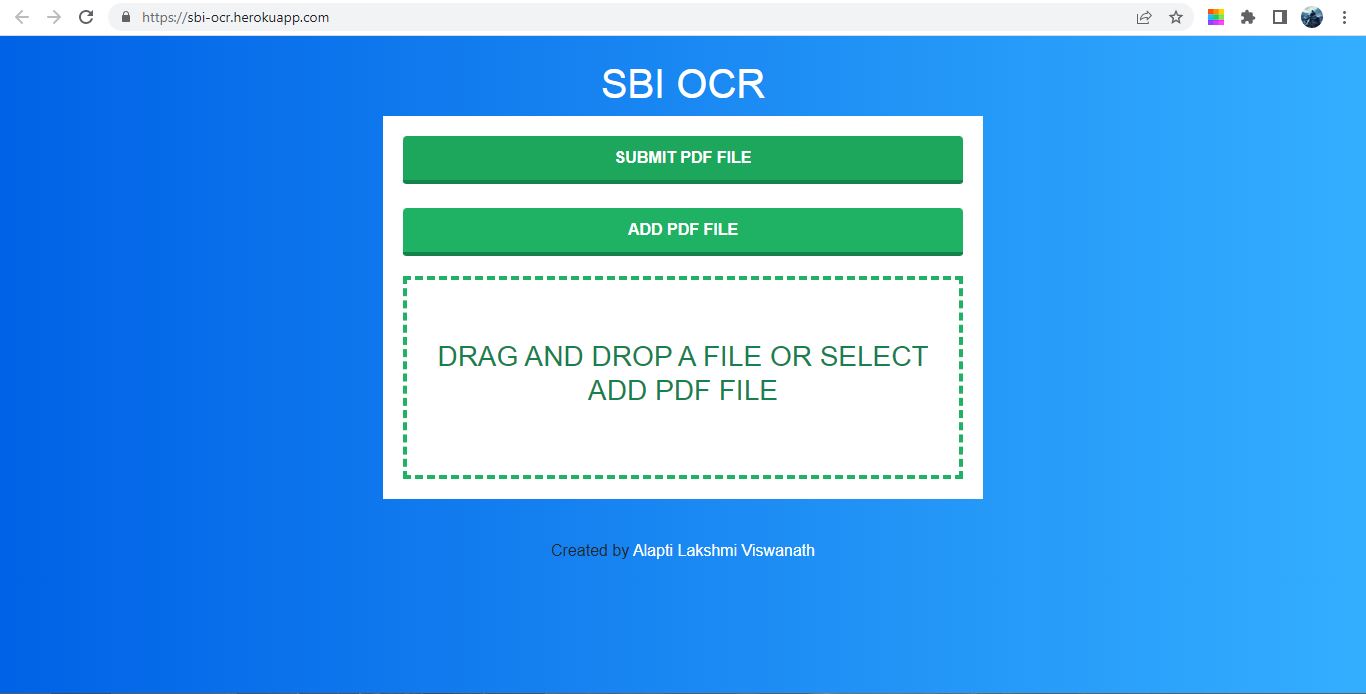 https://sbi-ocr.herokuapp.com
SBI OCR
SUBMIT PDF FILE
ADD PDF FILE
DRAG AND DROP A FILE OR SELECT
ADD PDF FILE
Created by Alapti Lakshmi Viswanath